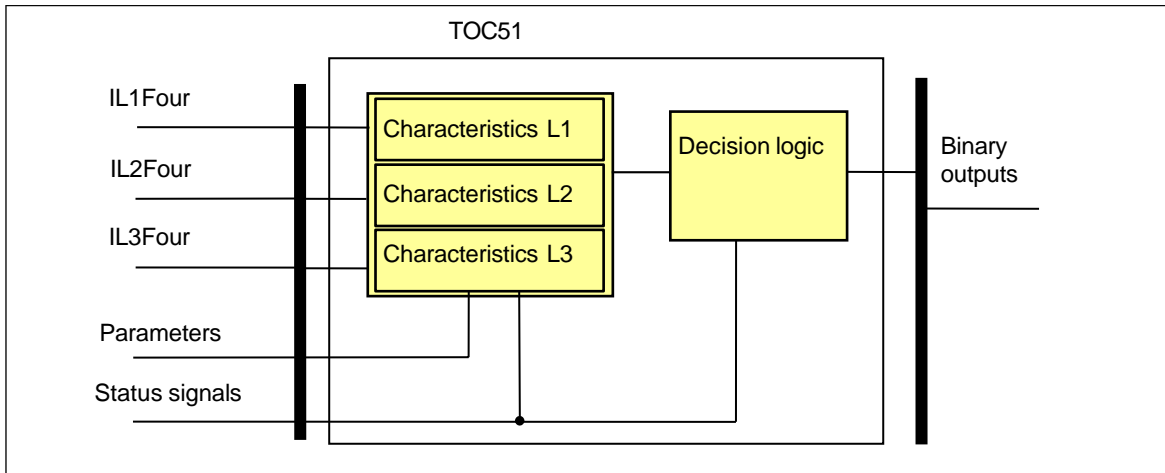 TOC51
IL1Four
IL2Four
IL3Four
Parameters
Status signals
Characteristics L1
Characteristics L2
Characteristics L3
Decision logic
Binary
outputs